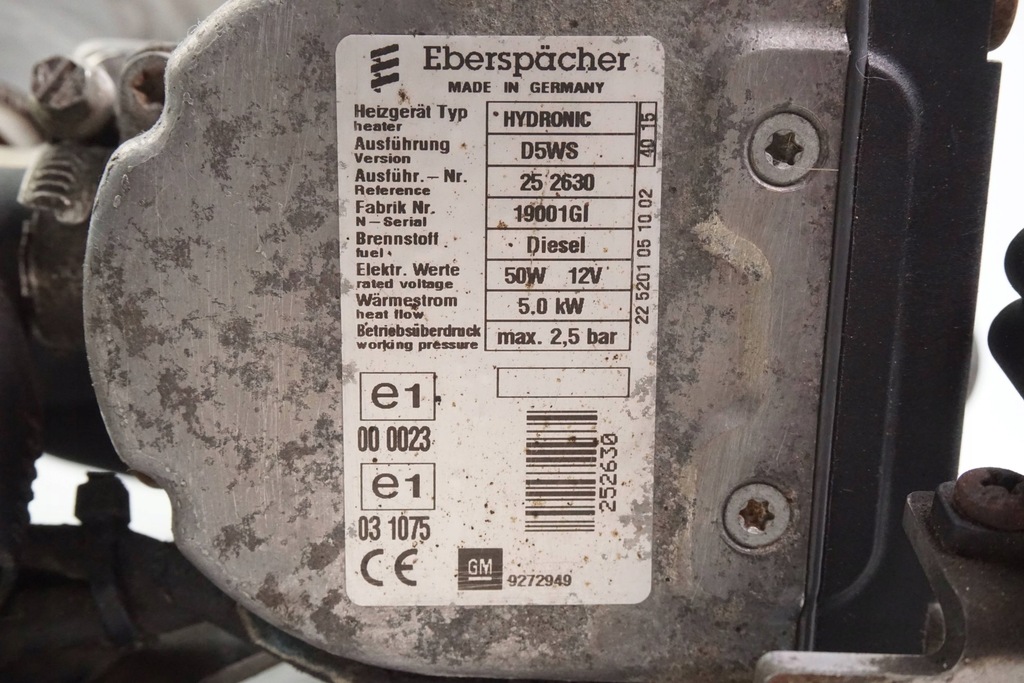 Eberspächer
MADE IN GERMANY
Heizgerät Typ
heater
HYDRONIC
Ausführung
Version
D5WS
Ausführ.-Nr.
Reference
25 2630
Fabrik Nr.
N-Serial
19001GI
Brennstoff
fuel
Diesel
Elektr. Werte
rated voltage
50W 12V
Wärmestrom
heat flow
5.0 kW
Betriebsüberdruck
working pressure
max. 2,5 bar
40 15
22 5201 05 10 02
e1
00 0023
e1
03 1075
CE
GM
9272949
252630